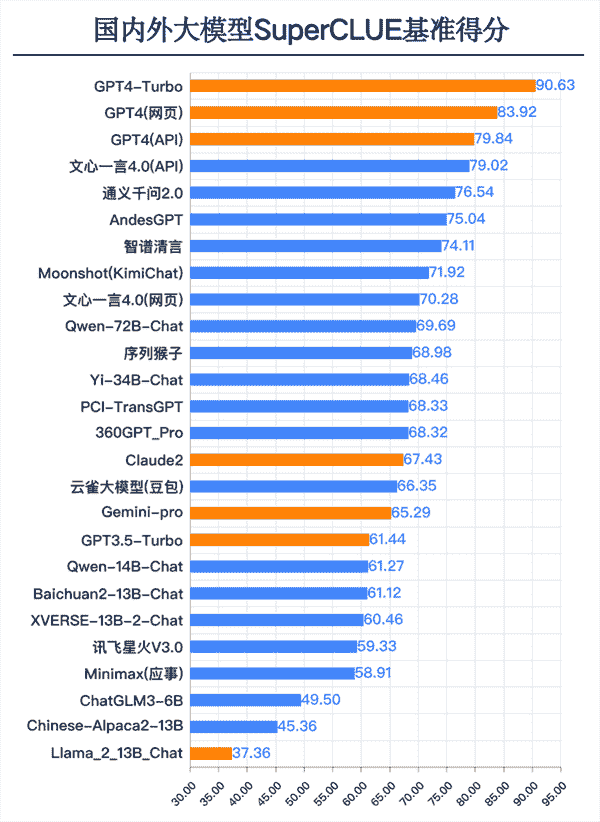 国内外大模型SuperCLUE基准得分
GPT4-Turbo 90.63
GPT4(网页) 83.92
GPT4(API) 79.84
文心一言4.0(API) 79.02
通义千问2.0 76.54
AndesGPT 75.04
智谱清言 74.11
Moonshot(KimiChat) 71.92
文心一言4.0(网页) 70.28
Qwen-72B-Chat 69.69
序列猴子 68.98
Yi-34B-Chat 68.46
PCI-TransGPT 68.33
360GPT_Pro 68.32
Claude2 67.43
云雀大模型(豆包) 66.35
Gemini-pro 65.29
GPT3.5-Turbo 61.44
Qwen-14B-Chat 61.27
Baichuan2-13B-Chat 61.12
XVERSE-13B-2-Chat 60.46
讯飞星火V3.0 59.33
Minimax(应事) 58.91
ChatGLM3-6B 49.50
Chinese-Alpaca2-13B 45.36
Llama_2_13B_Chat 37.36
30.00 35.00 40.00 45.00 50.00 55.00 60.00 65.00 70.00 75.00 80.00 85.00 90.00 95.00